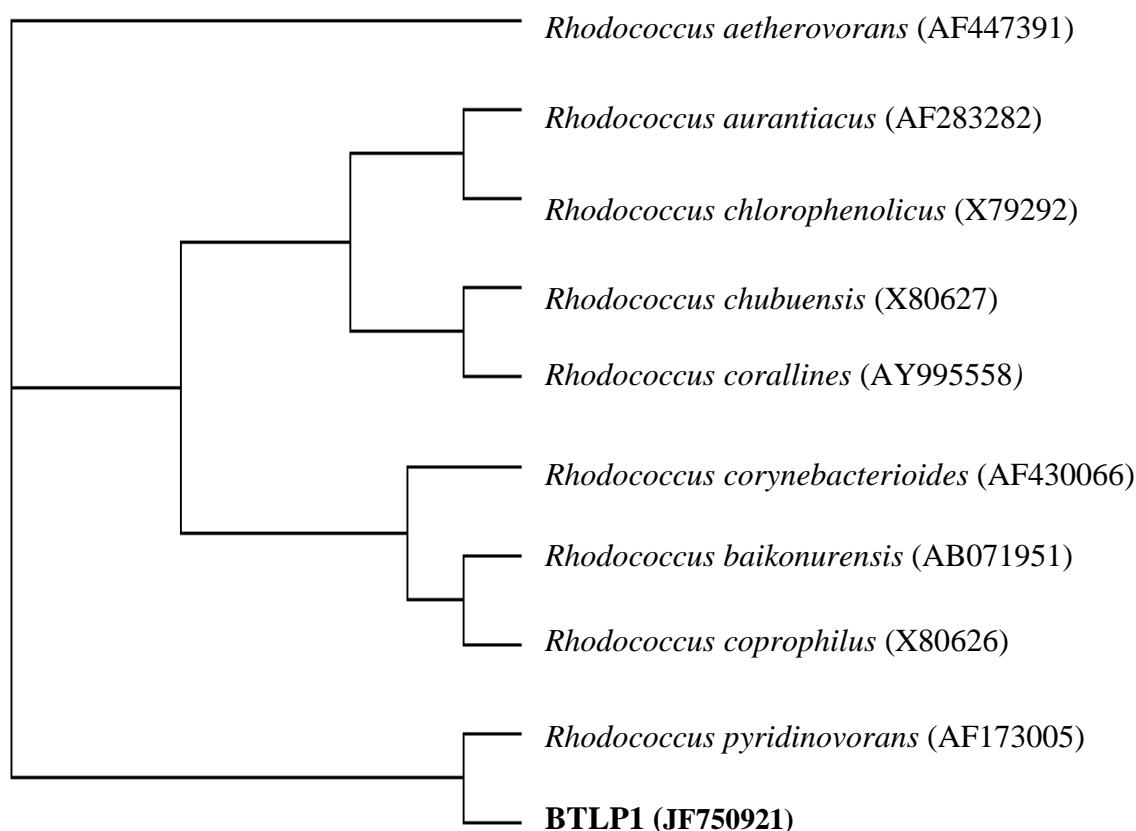 Rhodococcus aetherovorans (AF447391)
Rhodococcus aurantiacus (AF283282)
Rhodococcus chlorophenolicus (X79292)
Rhodococcus chubuensis (X80627)
Rhodococcus corallines (AY995558)
Rhodococcus corynebacterioides (AF430066)
Rhodococcus baikonurensis (AB071951)
Rhodococcus coprophilus (X80626)
Rhodococcus pyridinovorans (AF173005)
BTLP1 (JF750921)